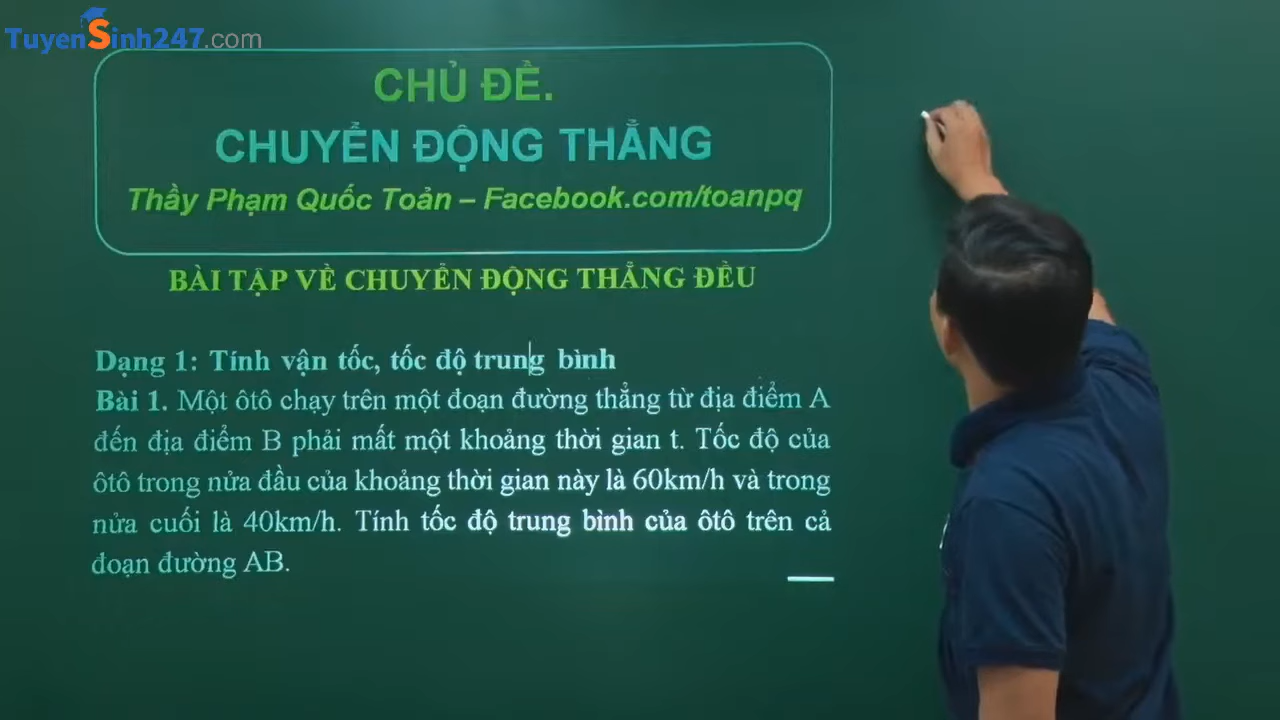 TuyenSinh247.com
CHỦ ĐỀ.
CHUYỂN ĐỘNG THẲNG
Thầy Phạm Quốc Toản – Facebook.com/toanpq
BÀI TẬP VỀ CHUYỂN ĐỘNG THẲNG ĐỀU
Dạng 1: Tính vận tốc, tốc độ trung bình
Bài 1. Một ôtô chạy trên một đoạn đường thẳng từ địa điểm A
đến địa điểm B phải mất một khoảng thời gian t. Tốc độ của
ôtô trong nửa đầu của khoảng thời gian này là 60km/h và trong
nửa cuối là 40km/h. Tính tốc độ trung bình của ôtô trên cả
đoạn đường AB.